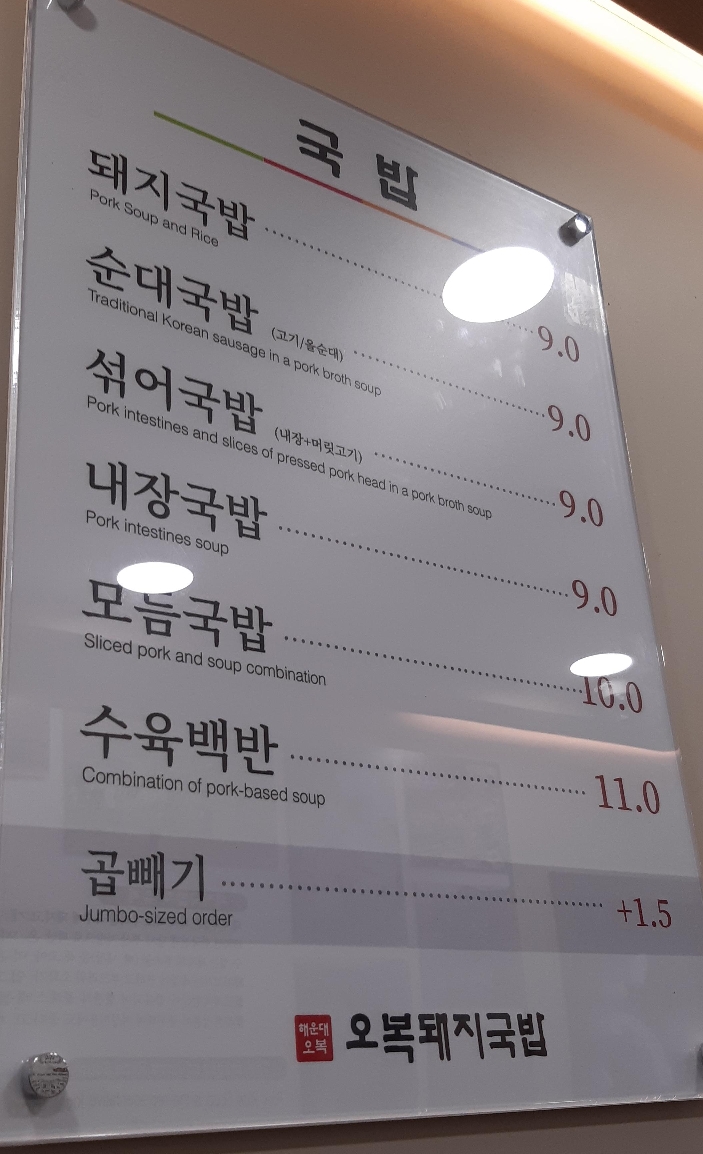 국밥
돼지국밥 9.0
Pork Soup and Rice
순대국밥 (고기/올순대) 9.0
Traditional Korean sausage in a pork broth soup
섞어국밥 (내장+머릿고기) 9.0
Pork intestines and slices of pressed pork head in a pork broth soup
내장국밥 9.0
Pork intestines soup
모듬국밥 10.0
Sliced pork and soup combination
수육백반 11.0
Combination of pork-based soup
곱빼기 +1.5
Jumbo-sized order
해운대
오복
오복돼지국밥